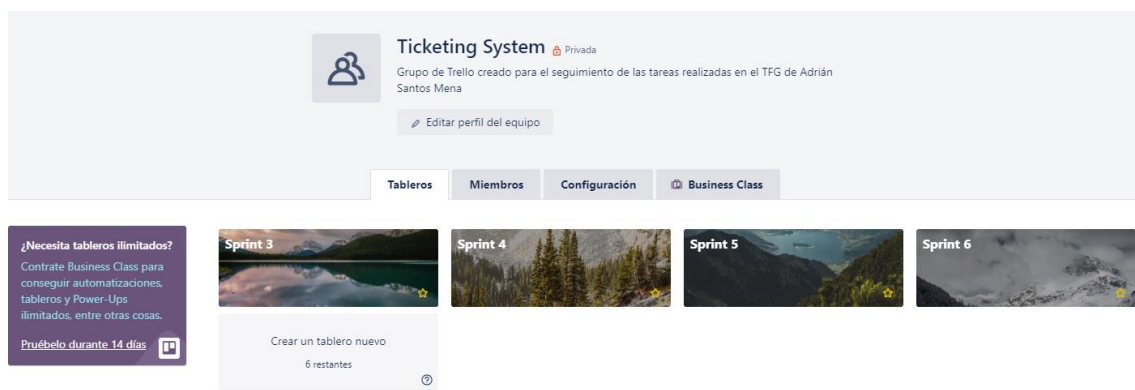 Ticketing System Privada
Grupo de Trello creado para el seguimiento de las tareas realizadas en el TFG de Adrián
Santos Mena
Editar perfil del equipo
Tableros Miembros Configuración Business Class
¿Necesita tableros ilimitados?
Contrate Business Class para
conseguir automatizaciones,
tableros y Power-Ups
ilimitados, entre otras cosas.
Pruébelo durante 14 días
Sprint 3 Sprint 4 Sprint 5 Sprint 6
Crear un tablero nuevo
6 restantes